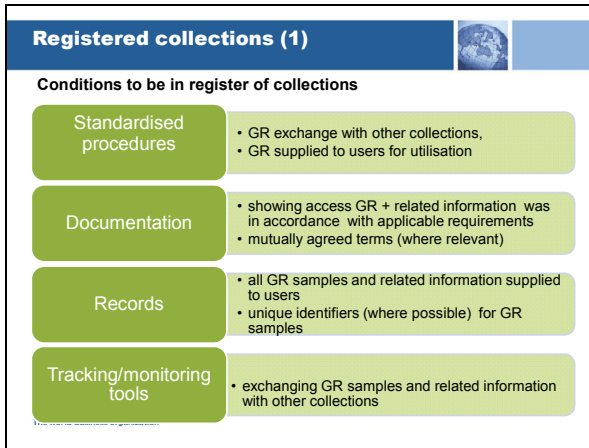 Registered collections (1)
Conditions to be in register of collections
Standardised
procedures
• GR exchange with other collections,
• GR supplied to users for utilisation
Documentation
• showing access GR + related information was
in accordance with applicable requirements
• mutually agreed terms (where relevant)
Records
• all GR samples and related information supplied
to users
• unique identifiers (where possible) for GR
samples
Tracking/monitoring
tools
• exchanging GR samples and related information
with other collections